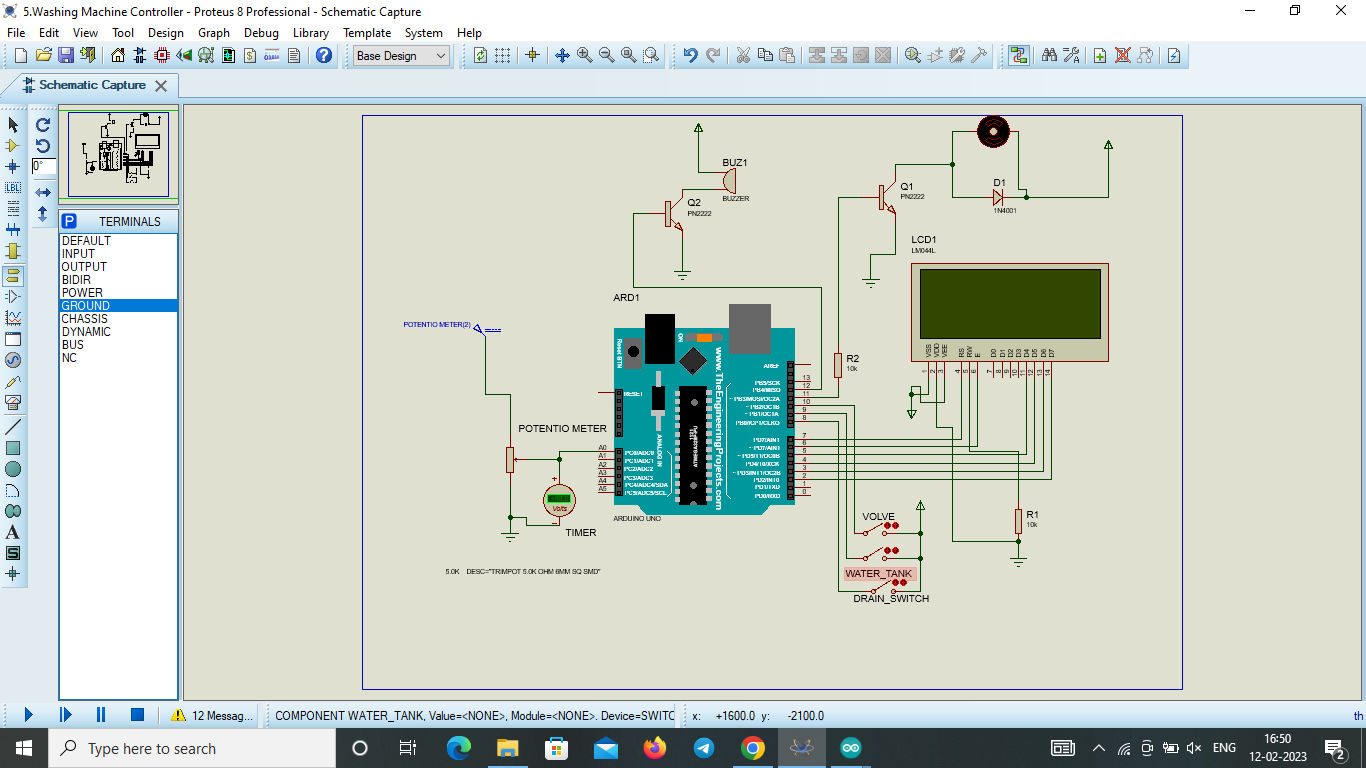 5.Washing Machine Controller - Proteus 8 Professional - Schematic Capture
File Edit View Tool Design Graph Debug Library Template System Help
Base Design
Schematic Capture
0°
LBL
P TERMINALS
DEFAULT
INPUT
OUTPUT
BIDIR
POWER
GROUND
CHASSIS
DYNAMIC
BUS
NC
BUZ1
BUZZER
Q2
PN2222
Q1
PN2222
D1
1N4001
LCD1
LM044L
VSS VDD VEE RS RW E D0 D1 D2 D3 D4 D5 D6 D7
1 2 3 4 5 6 7 8 9 10 11 12 13 14
ARD1
POTENTIO METER(2)
Reset BTN
ON
www.TheEngineeringProjects.com
ANALOG IN
RESET
AREF
PB5/SCK 13
PB4/MISO 12
~PB3/MOSI/OC2A 11
~PB2/OC1B 10
~PB1/OC1A 9
PB0/ICP1/CLKO 8
PD7/AIN1 7
6
5
PD4/T0/XCK 4
3
PD2/INT0 2
PD1/TXD 1
PD0/RXD 0
A0 PC0/ADC0
A1 PC1/ADC1
A2 PC2/ADC2
A3 PC3/ADC3
A4 PC4/ADC4/SDA
A5 PC5/ADC5/SCL
ARDUINO UNO
R2
10k
POTENTIO METER
Volts
TIMER
5.0K DESC="TRIMPOT 5.0K OHM 6MM SQ SMD"
VOLVE
WATER_TANK
DRAIN_SWITCH
R1
10k
12 Messag...
COMPONENT WATER_TANK, Value=<NONE>, Module=<NONE>. Device=SWITC
x: +1600.0 y: -2100.0
th
Type here to search
ENG
16:50
12-02-2023
2